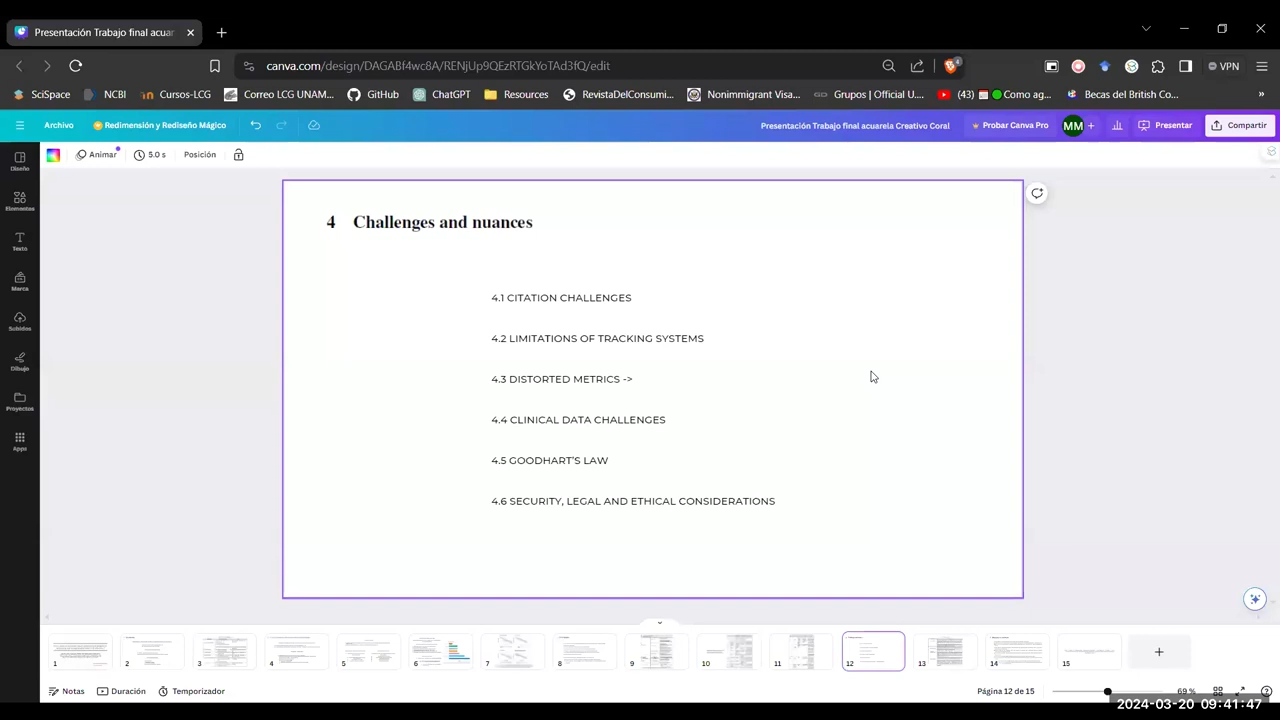 Presentación Trabajo final acuar
canva.com/design/DAGABf4wc8A/RENjUp9QEzRTGkYoTAd3fQ/edit
4
VPN
SciSpace
NCBI
Cursos-LCG
Correo LCG UNAM...
GitHub
ChatGPT
Resources
RevistaDelConsumi...
Nonimmigrant Visa...
Grupos | Official U...
(43) Como ag...
Becas del British Co...
Archivo
Redimensión y Rediseño Mágico
Presentación Trabajo final acuarela Creativo Coral
Probar Canva Pro
MM
Presentar
Compartir
Animar
5.0 s
Posición
Diseño
Elementos
Texto
Marca
Subidos
Dibujo
Proyectos
Apps
4 Challenges and nuances
4.1 CITATION CHALLENGES
4.2 LIMITATIONS OF TRACKING SYSTEMS
4.3 DISTORTED METRICS ->
4.4 CLINICAL DATA CHALLENGES
4.5 GOODHART'S LAW
4.6 SECURITY, LEGAL AND ETHICAL CONSIDERATIONS
1
2
3
4
5
6
7
8
9
10
11
12
13
14
15
Notas
Duración
Temporizador
Página 12 de 15
69 %
2024-03-20 09:41:47